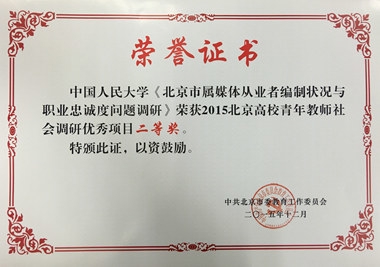 荣誉证书
中国人民大学《北京市属媒体从业者编制状况与
职业忠诚度问题调研》荣获2015北京高校青年教师社
会调研优秀项目二等奖。
特颁此证，以资鼓励。
中共北京市委教育工作委员会
二〇一五年十二月